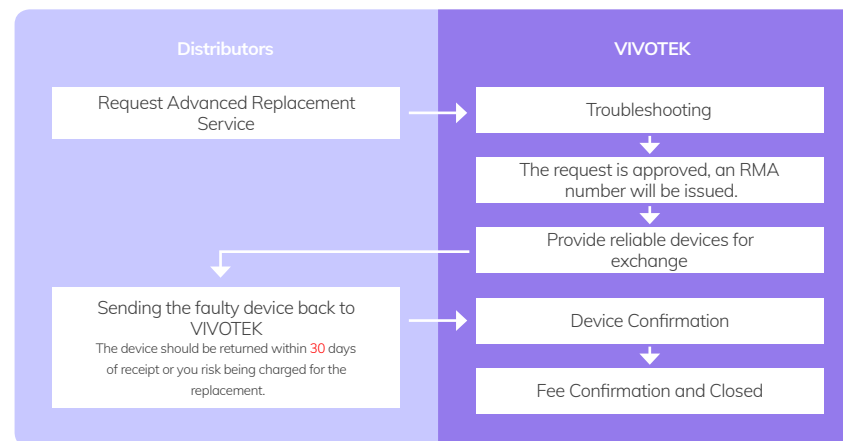 Distributors
VIVOTEK
Request Advanced Replacement
Service
Troubleshooting
The request is approved, an RMA
number will be issued.
Provide reliable devices for
exchange
Sending the faulty device back to
VIVOTEK
The device should be returned within 30 days
of receipt or you risk being charged for the
replacement.
Device Confirmation
Fee Confirmation and Closed